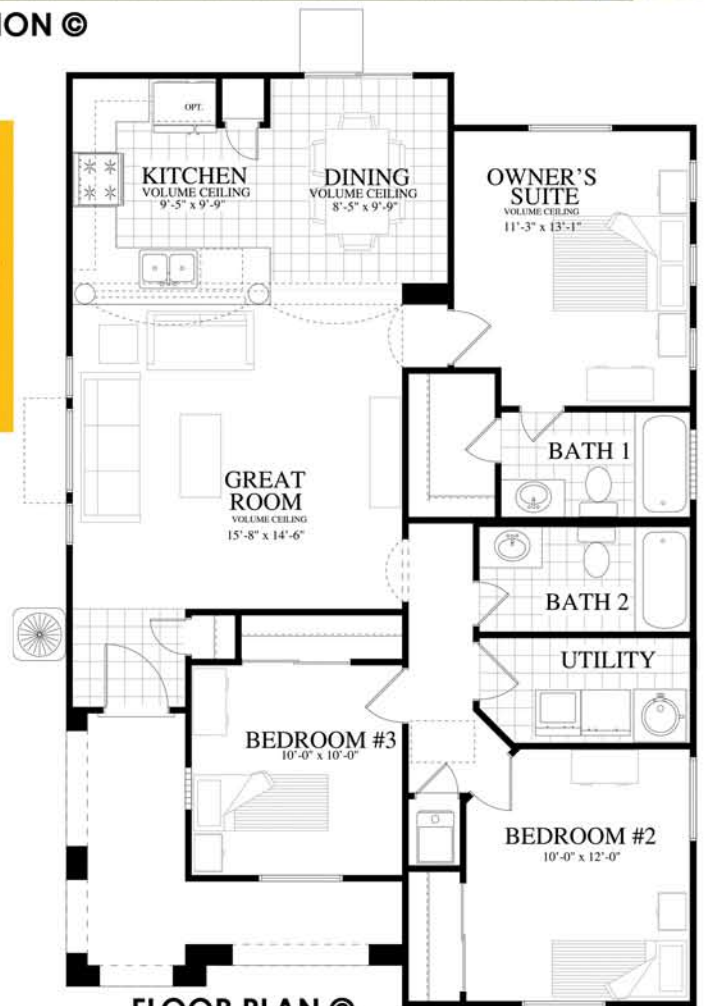 ION ©
OPT.
KITCHEN
VOLUME CEILING
9'-5" x 9'-9"
DINING
VOLUME CEILING
8'-5" x 9'-9"
OWNER'S
SUITE
VOLUME CEILING
11'-3" x 13'-1"
BATH 1
GREAT
ROOM
VOLUME CEILING
15'-8" x 14'-6"
BATH 2
UTILITY
BEDROOM #3
10'-0" x 10'-0"
BEDROOM #2
10'-0" x 12'-0"
FLOOR PLAN ©